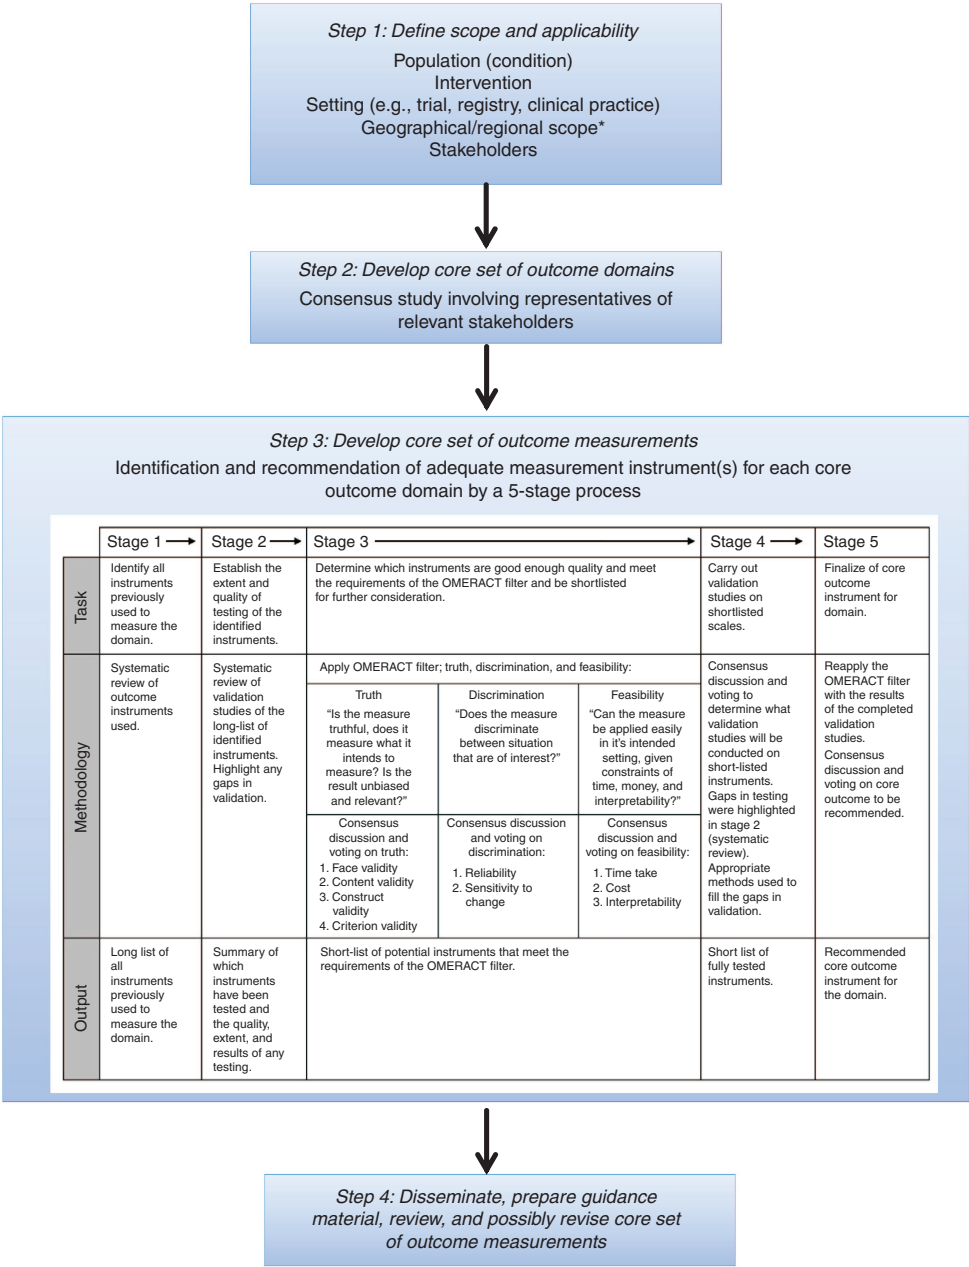 Step 1: Define scope and applicability
Population (condition)
Intervention
Setting (e.g., trial, registry, clinical practice)
Geographical/regional scope*
Stakeholders
Step 2: Develop core set of outcome domains
Consensus study involving representatives of
relevant stakeholders
Step 3: Develop core set of outcome measurements
Identification and recommendation of adequate measurement instrument(s) for each core
outcome domain by a 5-stage process
Stage 1
Stage 2
Stage 3
Stage 4
Stage 5
Task
Identify all
instruments
previously
used to
measure the
domain.
Establish the
extent and
quality of
testing of the
identified
instruments.
Determine which instruments are good enough quality and meet
the requirements of the OMERACT filter and be shortlisted
for further consideration.
Carry out
validation
studies on
shortlisted
scales.
Finalize of core
outcome
instrument for
domain.
Methodology
Systematic
review of
outcome
instruments
used.
Systematic
review of
validation
studies of the
long-list of
identified
instruments.
Highlight any
gaps in
validation.
Apply OMERACT filter; truth, discrimination, and feasibility:
Truth
“Is the measure
truthful, does it
measure what it
intends to
measure? Is the
result unbiased
and relevant?”
Discrimination
“Does the measure
discriminate
between situation
that are of interest?”
Feasibility
“Can the measure
be applied easily
in it’s intended
setting, given
constraints of
time, money, and
interpretability?”
Consensus
discussion and
voting on truth:
1. Face validity
2. Content validity
3. Construct
validity
4. Criterion validity
Consensus discussion
and voting on
discrimination:
1. Reliability
2. Sensitivity to
change
Consensus
discussion and
voting on feasibility:
1. Time take
2. Cost
3. Interpretability
Consensus
discussion and
voting to
determine what
validation
studies will be
conducted on
short-listed
instruments.
Gaps in testing
were highlighted
in stage 2
(systematic
review).
Appropriate
methods used to
fill the gaps in
validation.
Reapply the
OMERACT filter
with the results
of the completed
validation
studies.
Consensus
discussion and
voting on core
outcome to be
recommended.
Output
Long list of
all
instruments
previously
used to
measure the
domain.
Summary of
which
instruments
have been
tested and
the quality,
extent, and
results of any
testing.
Short-list of potential instruments that meet the
requirements of the OMERACT filter.
Short list of
fully tested
instruments.
Recommended
core outcome
instrument for
the domain.
Step 4: Disseminate, prepare guidance
material, review, and possibly revise core set
of outcome measurements